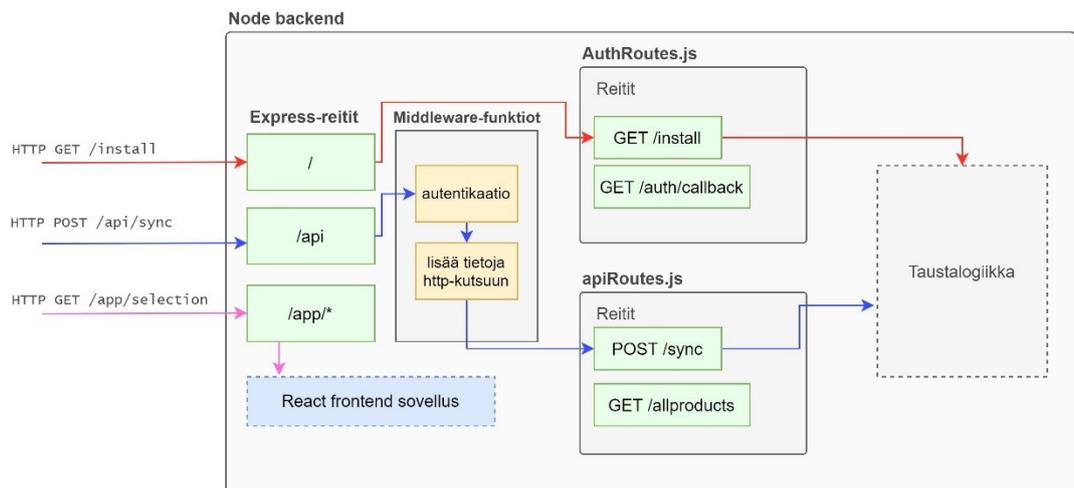 Node backend
AuthRoutes.js
Reitit
Express-reitit
Middleware-funktiot
HTTP GET /install
/
GET /install
GET /auth/callback
autentikaatio
HTTP POST /api/sync
/api
lisää tietoja
http-kutsuun
Taustalogiikka
apiRoutes.js
HTTP GET /app/selection
/app/*
Reitit
POST /sync
React frontend sovellus
GET /allproducts